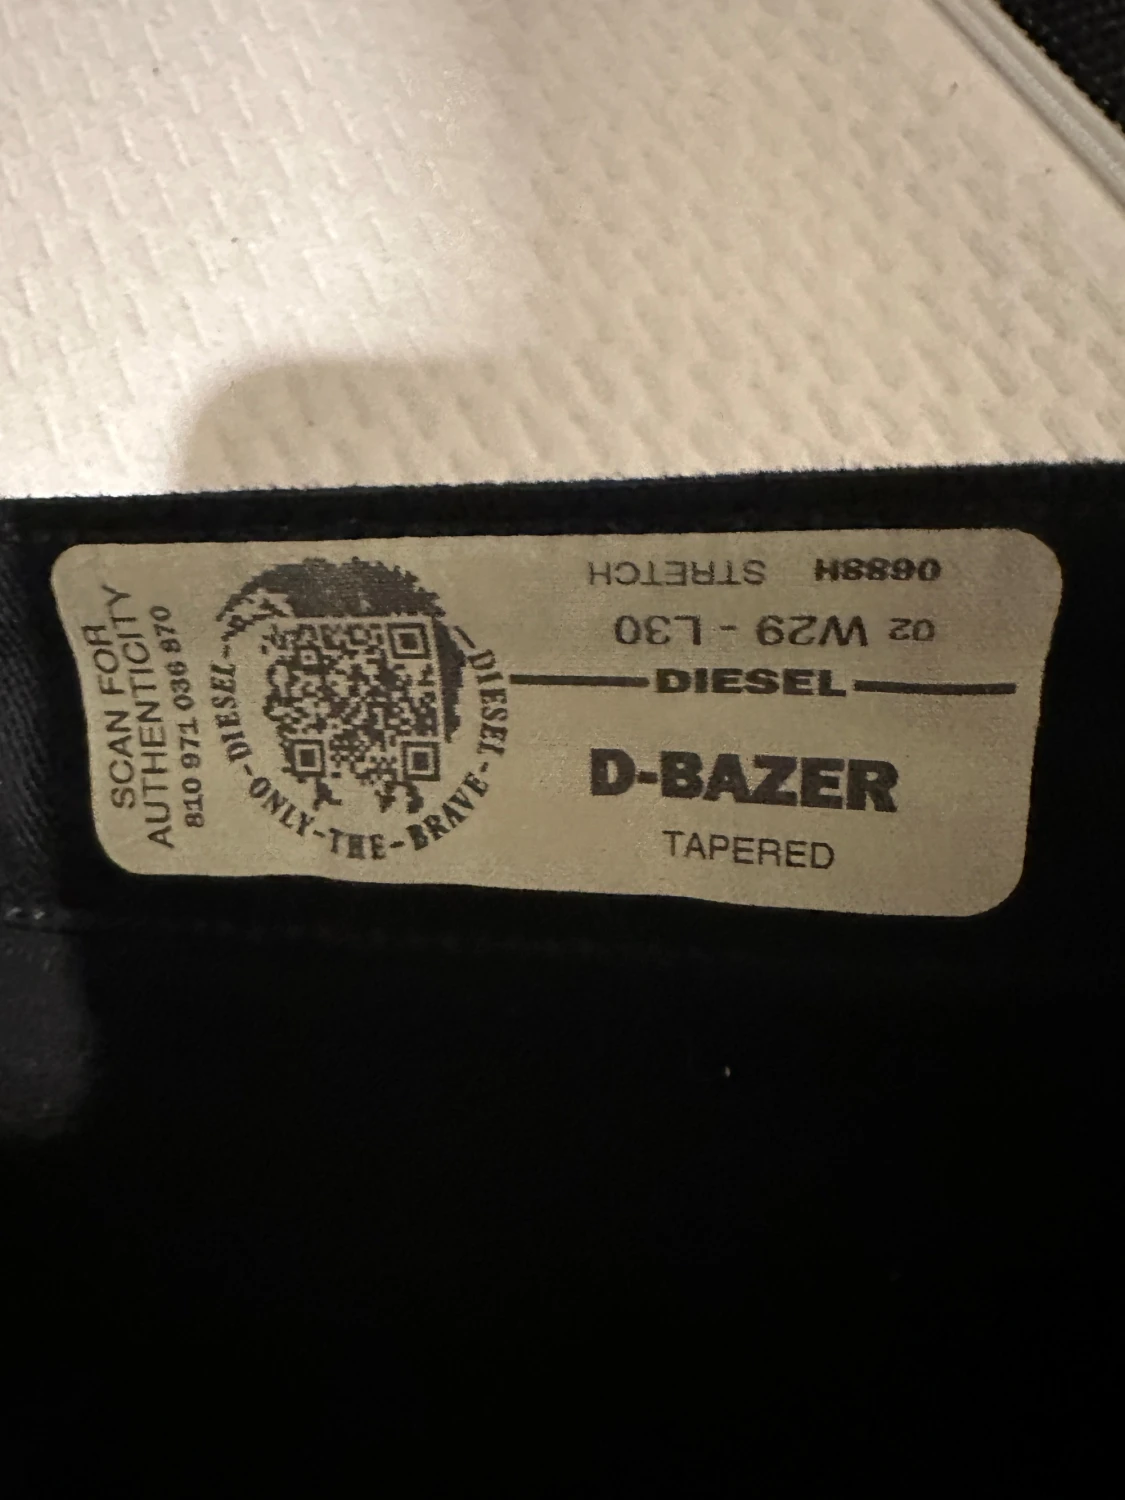 SCAN FOR
AUTHENTICITY
810 971 036 970
DIESEL-ONLY-THE-BRAVE-DIESEL
0688H STRETCH
02 W29 - L30
DIESEL
D-BAZER
TAPERED